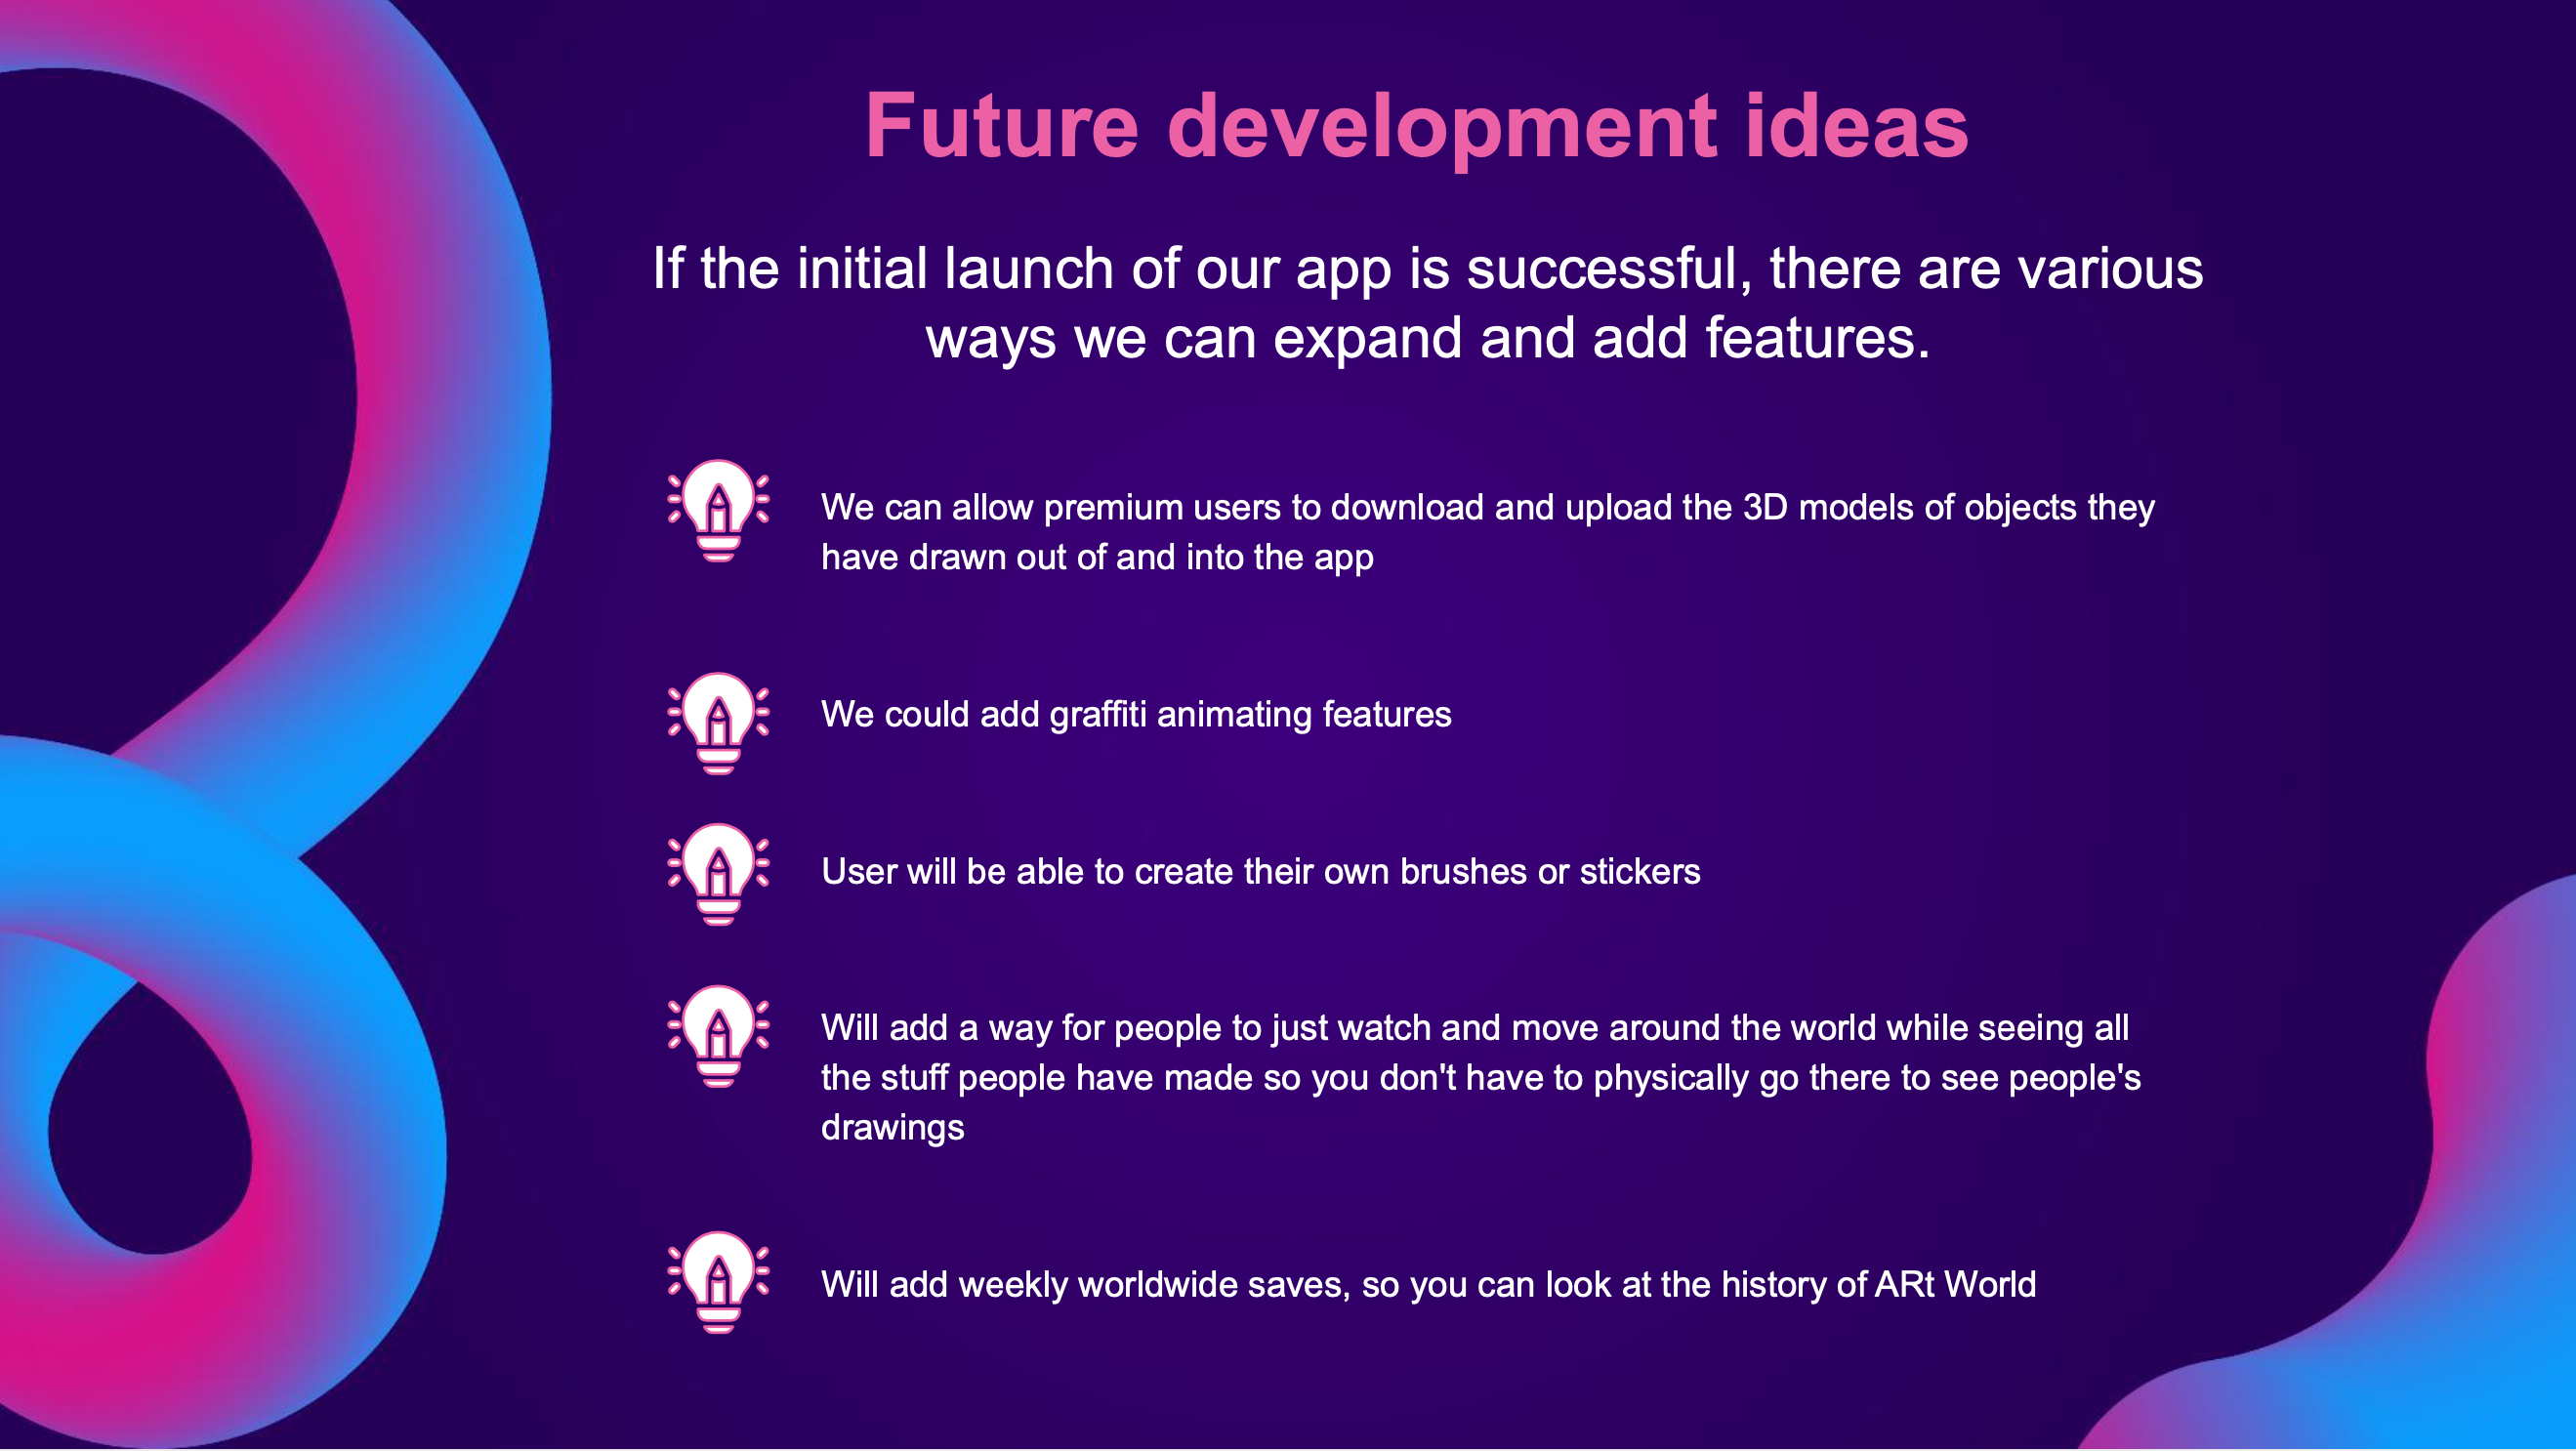 Future development ideas
If the initial launch of our app is successful, there are various
ways we can expand and add features.
We can allow premium users to download and upload the 3D models of objects they
have drawn out of and into the app
We could add graffiti animating features
User will be able to create their own brushes or stickers
Will add a way for people to just watch and move around the world while seeing all
the stuff people have made so you don't have to physically go there to see people's
drawings
Will add weekly worldwide saves, so you can look at the history of ARt World